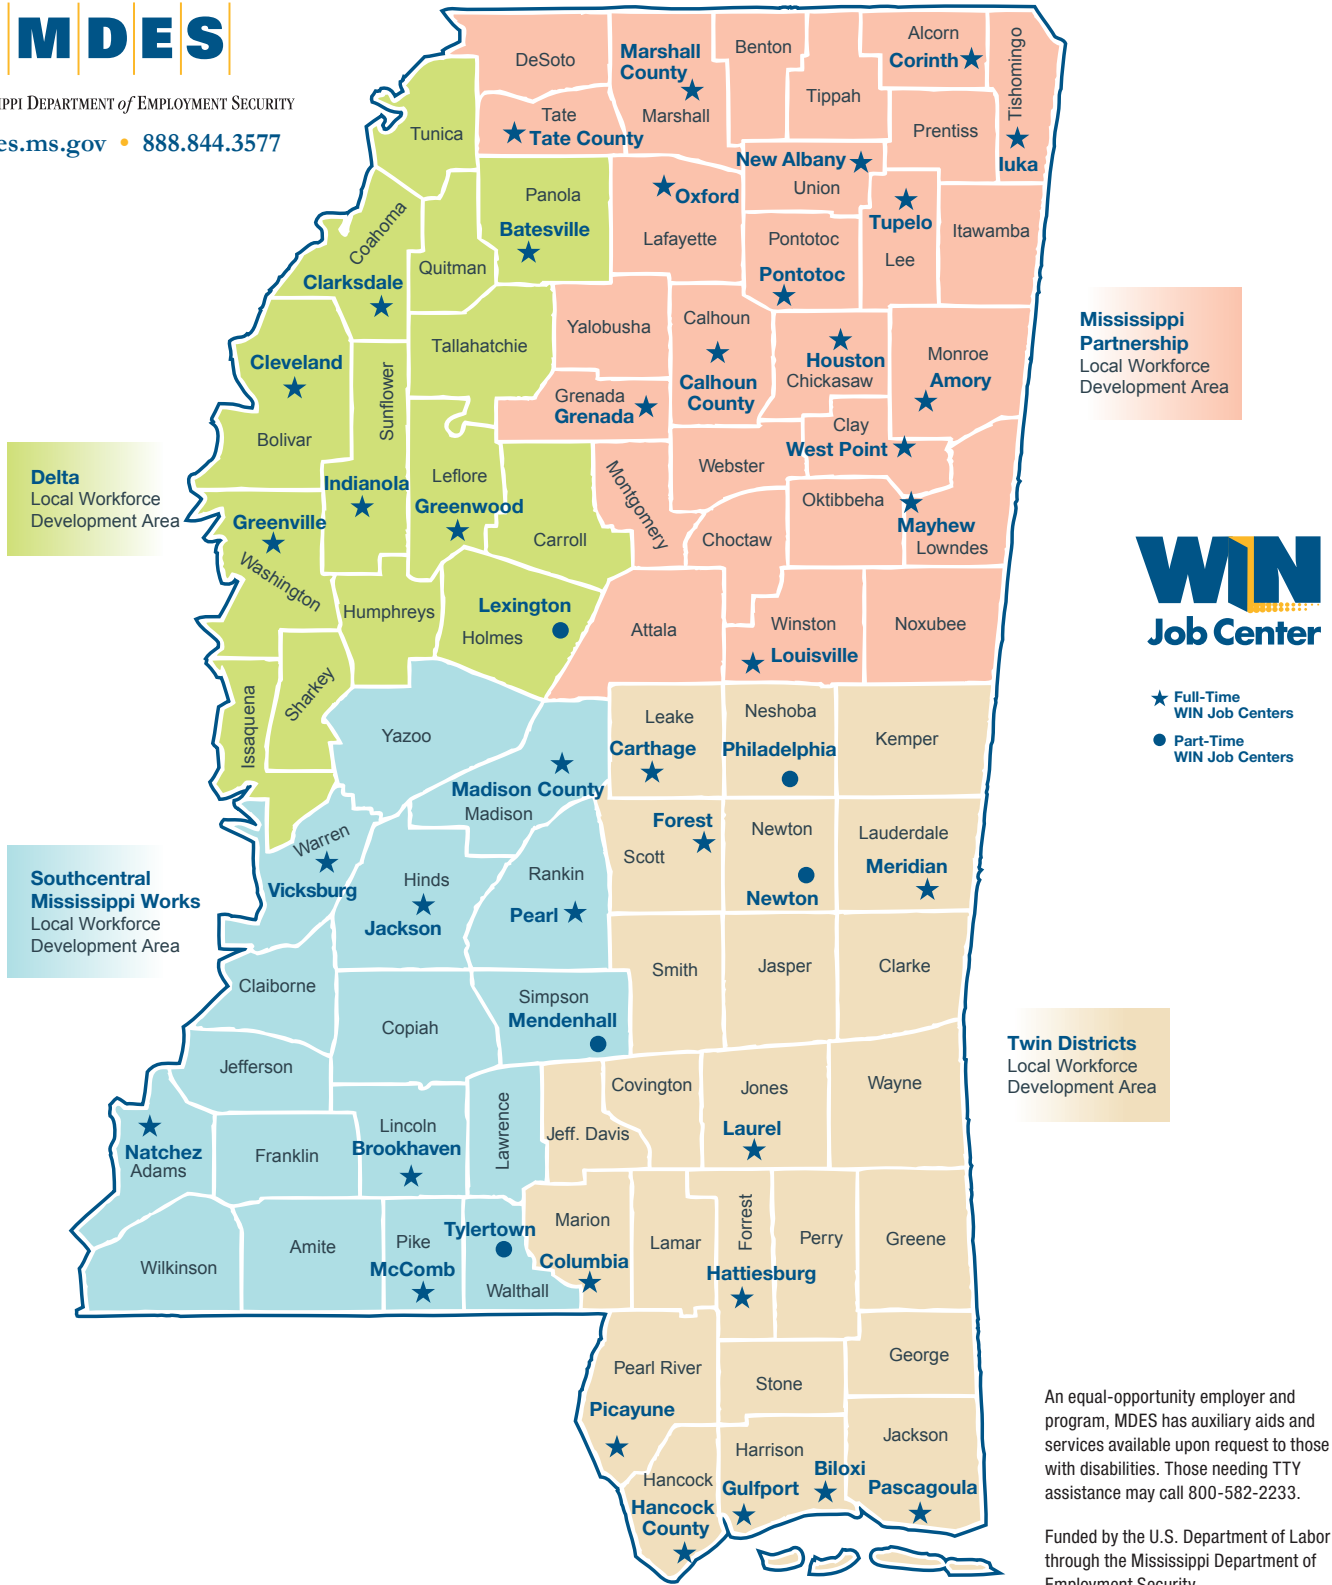 MDES
IPPI DEPARTMENT of EMPLOYMENT SECURITY
es.ms.gov • 888.844.3577
DeSoto
Marshall
County
Marshall
Benton
Tippah
Alcorn
Corinth
Tishomingo
Iuka
Prentiss
Tate
Tate County
Tunica
Panola
Batesville
Oxford
Lafayette
New Albany
Union
Tupelo
Lee
Itawamba
Pontotoc
Pontotoc
Coahoma
Clarksdale
Quitman
Tallahatchie
Yalobusha
Calhoun
Calhoun
County
Houston
Chickasaw
Monroe
Amory
Cleveland
Bolivar
Sunflower
Indianola
Grenada
Grenada
Clay
West Point
Webster
Montgomery
Leflore
Greenwood
Carroll
Choctaw
Oktibbeha
Mayhew
Lowndes
Greenville
Washington
Humphreys
Lexington
Holmes
Attala
Winston
Louisville
Noxubee
Issaquena
Sharkey
Yazoo
Madison County
Madison
Leake
Carthage
Neshoba
Philadelphia
Kemper
Warren
Vicksburg
Hinds
Jackson
Rankin
Pearl
Forest
Scott
Newton
Newton
Lauderdale
Meridian
Claiborne
Copiah
Simpson
Mendenhall
Smith
Jasper
Clarke
Jefferson
Natchez
Adams
Franklin
Lincoln
Brookhaven
Lawrence
Jeff. Davis
Covington
Jones
Laurel
Wayne
Wilkinson
Amite
Pike
McComb
Tylertown
Walthall
Marion
Columbia
Lamar
Forrest
Hattiesburg
Perry
Greene
Pearl River
Picayune
Stone
George
Hancock
Hancock
County
Harrison
Gulfport
Biloxi
Jackson
Pascagoula
Mississippi
Partnership
Local Workforce
Development Area
Delta
Local Workforce
Development Area
Southcentral
Mississippi Works
Local Workforce
Development Area
Twin Districts
Local Workforce
Development Area
WIN
Job Center
Full-Time
WIN Job Centers
Part-Time
WIN Job Centers
An equal-opportunity employer and
program, MDES has auxiliary aids and
services available upon request to those
with disabilities. Those needing TTY
assistance may call 800-582-2233.
Funded by the U.S. Department of Labor
through the Mississippi Department of
Employment Security